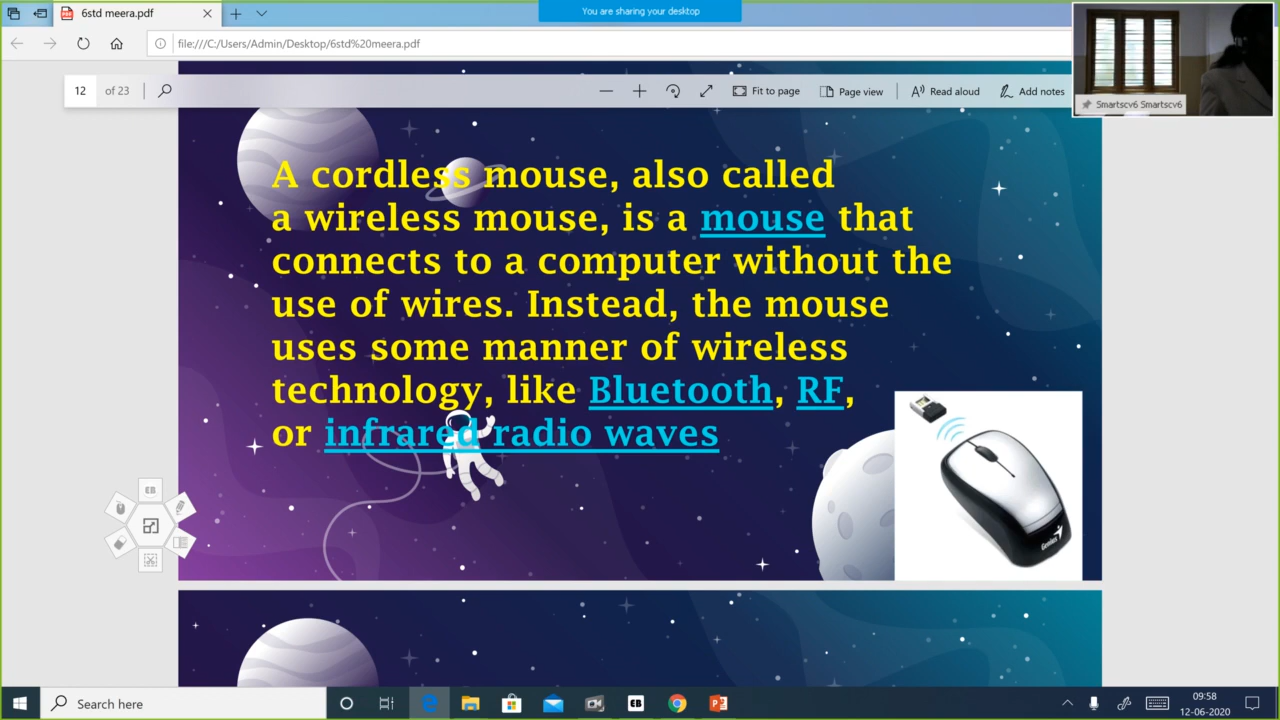 6std meera.pdf
You are sharing your desktop
file:///C:/Users/Admin/Desktop/6std%20meera.pdf
12 of 23
Fit to page
Page view
Read aloud
Add notes
Smartscv6 Smartscv6
A cordless mouse, also called
a wireless mouse, is a mouse that
connects to a computer without the
use of wires. Instead, the mouse
uses some manner of wireless
technology, like Bluetooth, RF,
or infrared radio waves
EB
Genius
Search here
EB
09:58
12-06-2020